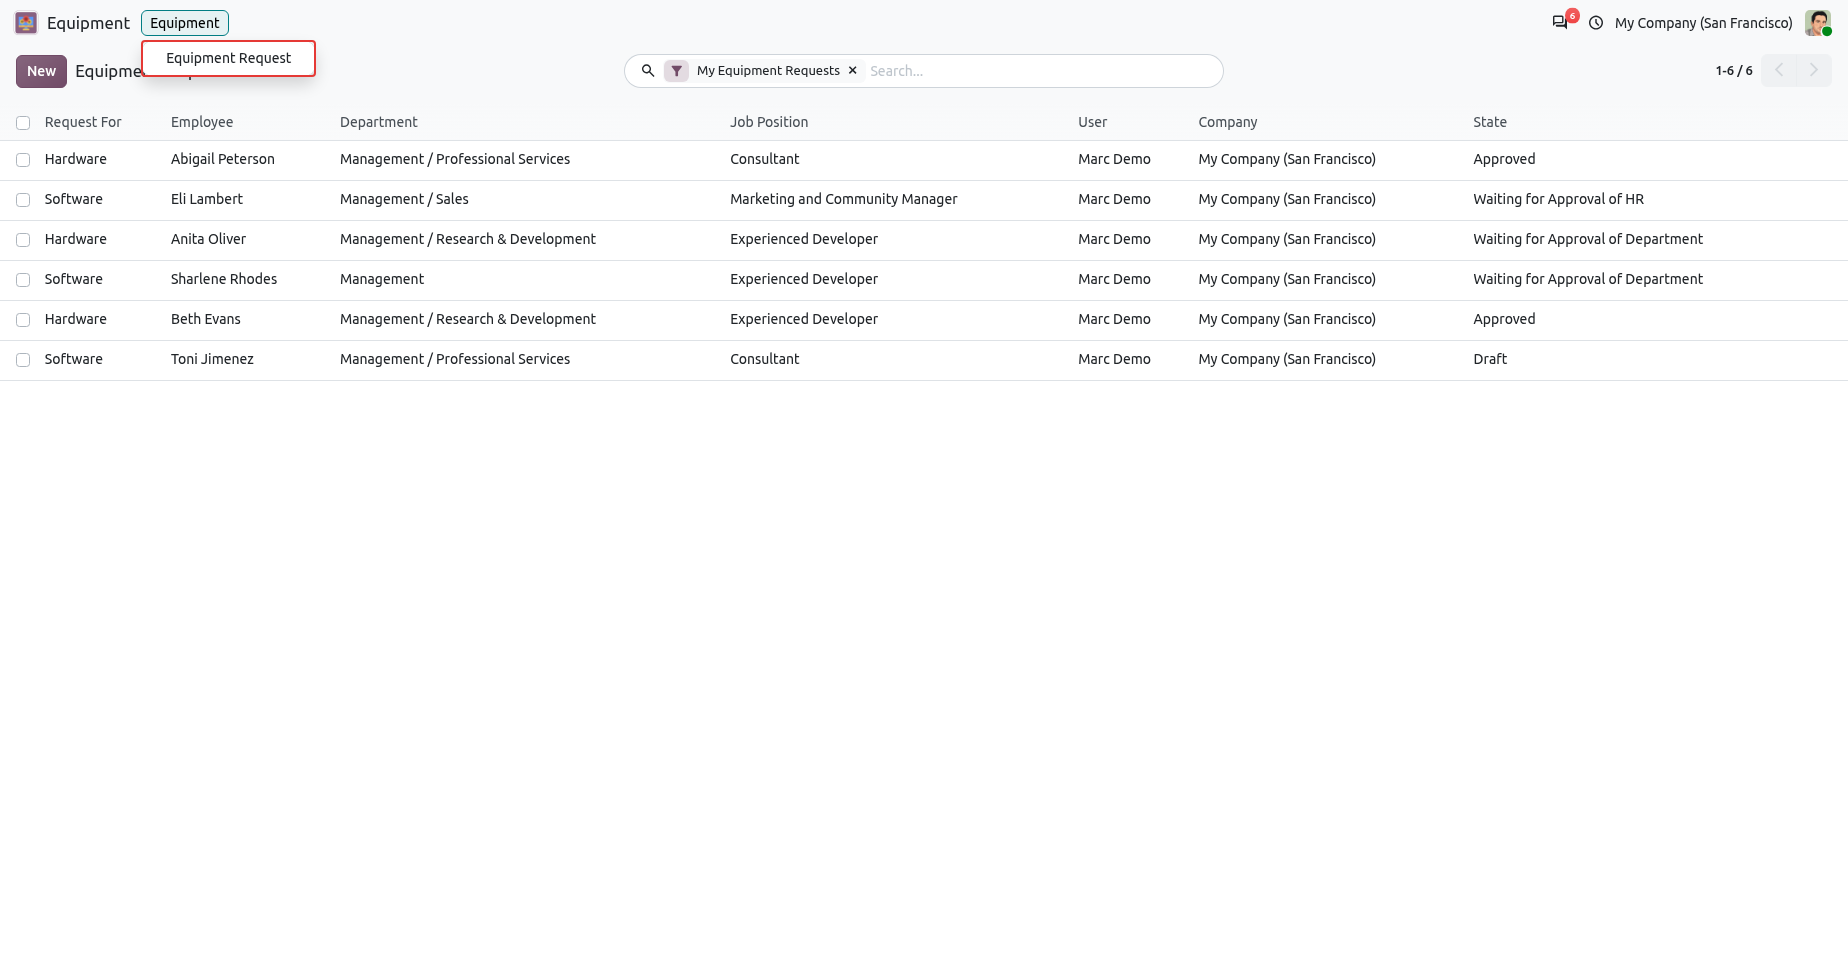 Equipment Equipment 6 My Company (San Francisco)
Equipment Request
New My Equipment Requests × Search... 1-6 / 6
Request For Employee Department Job Position User Company State
Hardware Abigail Peterson Management / Professional Services Consultant Marc Demo My Company (San Francisco) Approved
Software Eli Lambert Management / Sales Marketing and Community Manager Marc Demo My Company (San Francisco) Waiting for Approval of HR
Hardware Anita Oliver Management / Research & Development Experienced Developer Marc Demo My Company (San Francisco) Waiting for Approval of Department
Software Sharlene Rhodes Management Experienced Developer Marc Demo My Company (San Francisco) Waiting for Approval of Department
Hardware Beth Evans Management / Research & Development Experienced Developer Marc Demo My Company (San Francisco) Approved
Software Toni Jimenez Management / Professional Services Consultant Marc Demo My Company (San Francisco) Draft